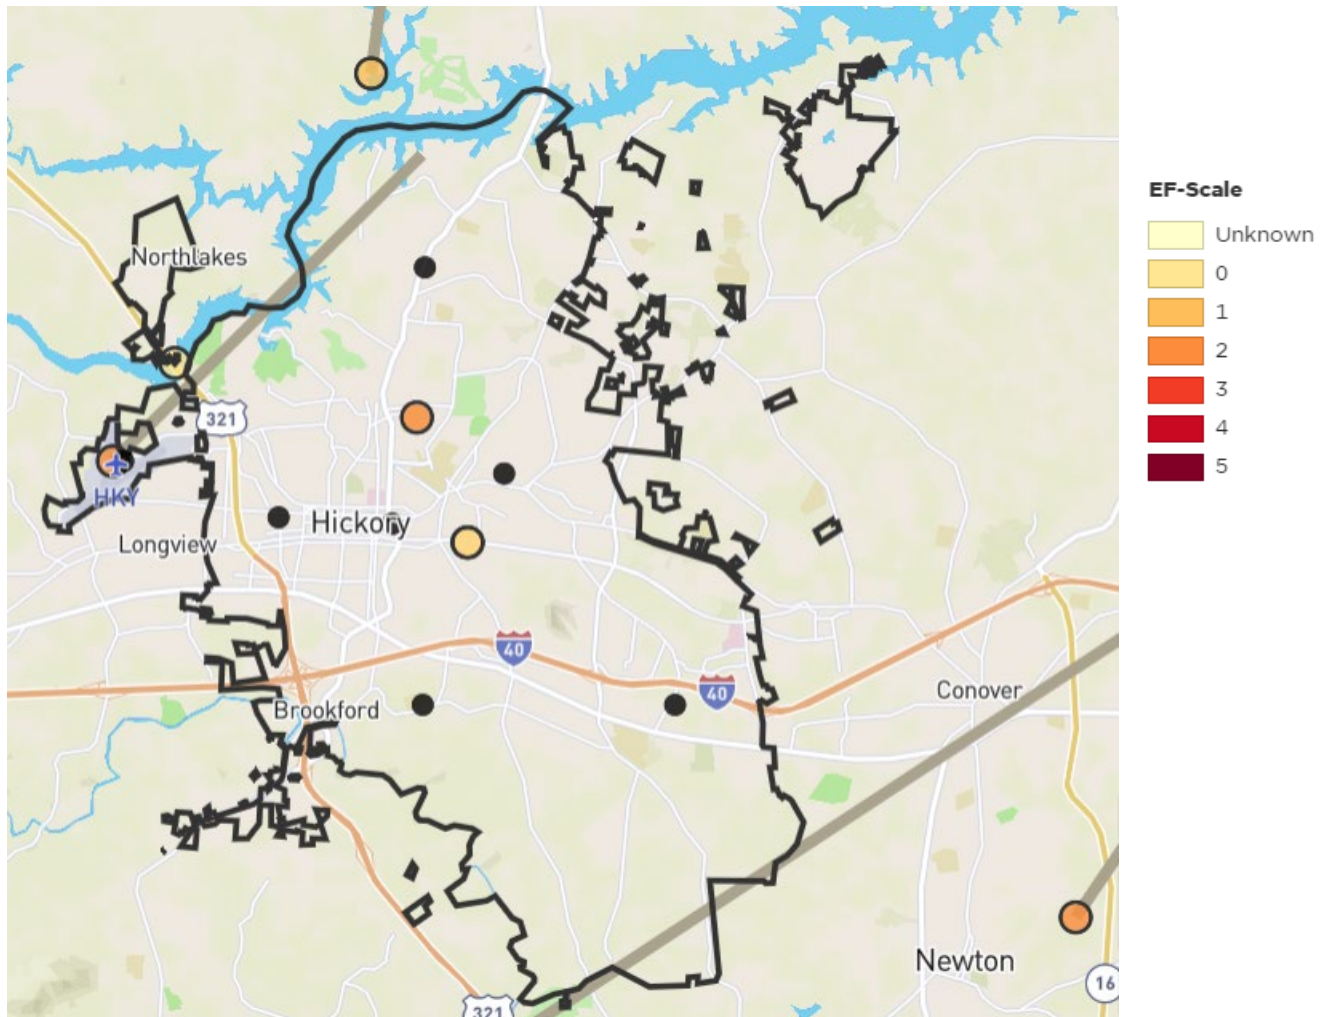 Northlakes
321
HKY
Longview
Hickory
40
40
Brookford
Conover
Newton
16
321
EF-Scale
Unknown
0
1
2
3
4
5